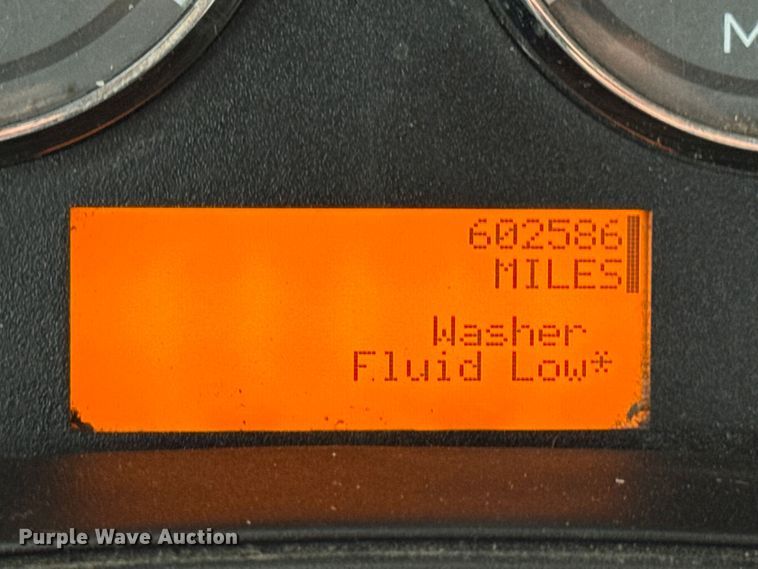 M
602586
MILES
Washer
Fluid Low*
Purple Wave Auction